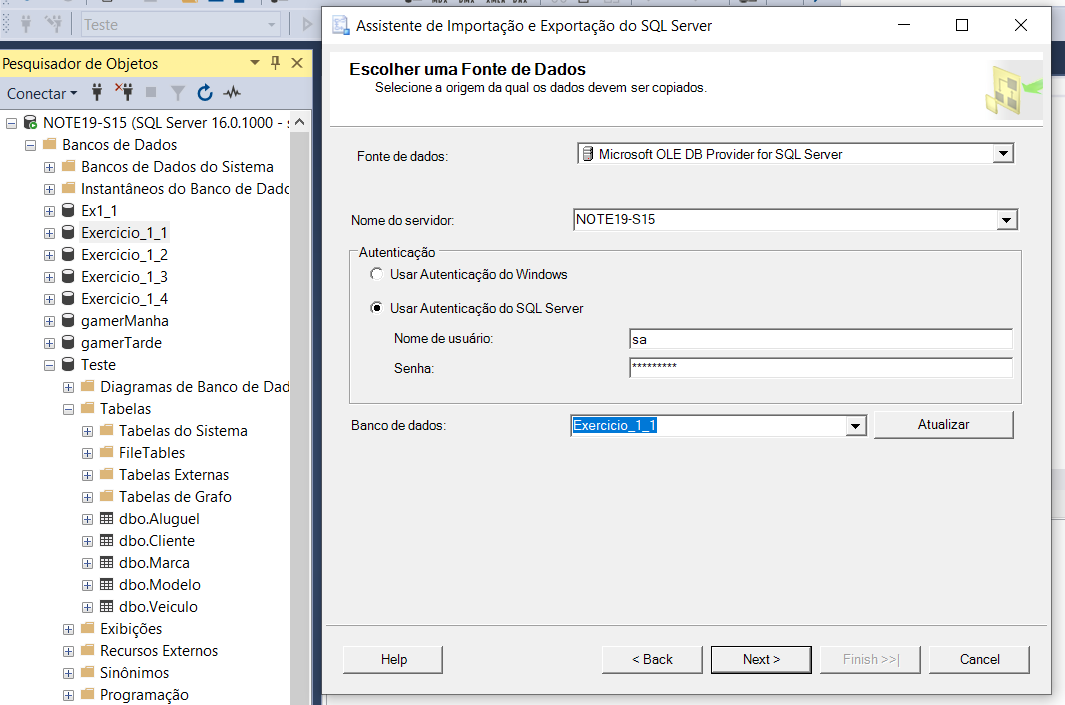 Teste
Pesquisador de Objetos
Conectar
NOTE19-S15 (SQL Server 16.0.1000 -
Bancos de Dados
Bancos de Dados do Sistema
Instantâneos do Banco de Dado
Ex1_1
Exercicio_1_1
Exercicio_1_2
Exercicio_1_3
Exercicio_1_4
gamerManha
gamerTarde
Teste
Diagramas de Banco de Dad
Tabelas
Tabelas do Sistema
FileTables
Tabelas Externas
Tabelas de Grafo
dbo.Aluguel
dbo.Cliente
dbo.Marca
dbo.Modelo
dbo.Veiculo
Exibições
Recursos Externos
Sinônimos
Programação
Assistente de Importação e Exportação do SQL Server
Escolher uma Fonte de Dados
Selecione a origem da qual os dados devem ser copiados.
Fonte de dados: Microsoft OLE DB Provider for SQL Server
Nome do servidor: NOTE19-S15
Autenticação
Usar Autenticação do Windows
Usar Autenticação do SQL Server
Nome de usuário: sa
Senha: *********
Banco de dados: Exercicio_1_1 Atualizar
Help < Back Next > Finish >>| Cancel